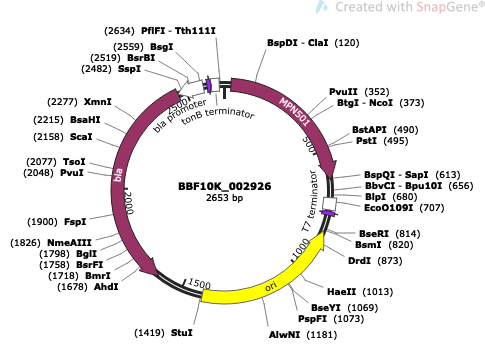 Created with SnapGene®
(2634) PflFI - Tth111I
(2559) BsgI
(2519) BsrBI
(2482) SspI
BspDI - ClaI (120)
(2277) XmnI
(2215) BsaHI
(2158) ScaI
(2077) TsoI
(2048) PvuI
(1900) FspI
(1826) NmeAIII
(1798) BglI
(1758) BsrFI
(1718) BmrI
(1678) AhdI
(1419) StuI
PvuII (352)
BtgI - NcoI (373)
BstAPI (490)
PstI (495)
BspQI - SapI (613)
BbvCI - Bpu10I (656)
BlpI (680)
EcoO109I (707)
BseRI (814)
BsmI (820)
DrdI (873)
HaeII (1013)
BseYI (1069)
PspFI (1073)
AlwNI (1181)
bla promoter
tonB terminator
MPN501
T7 terminator
ori
bla
500
1000
1500
2000
2500
BBF10K_002926
2653 bp